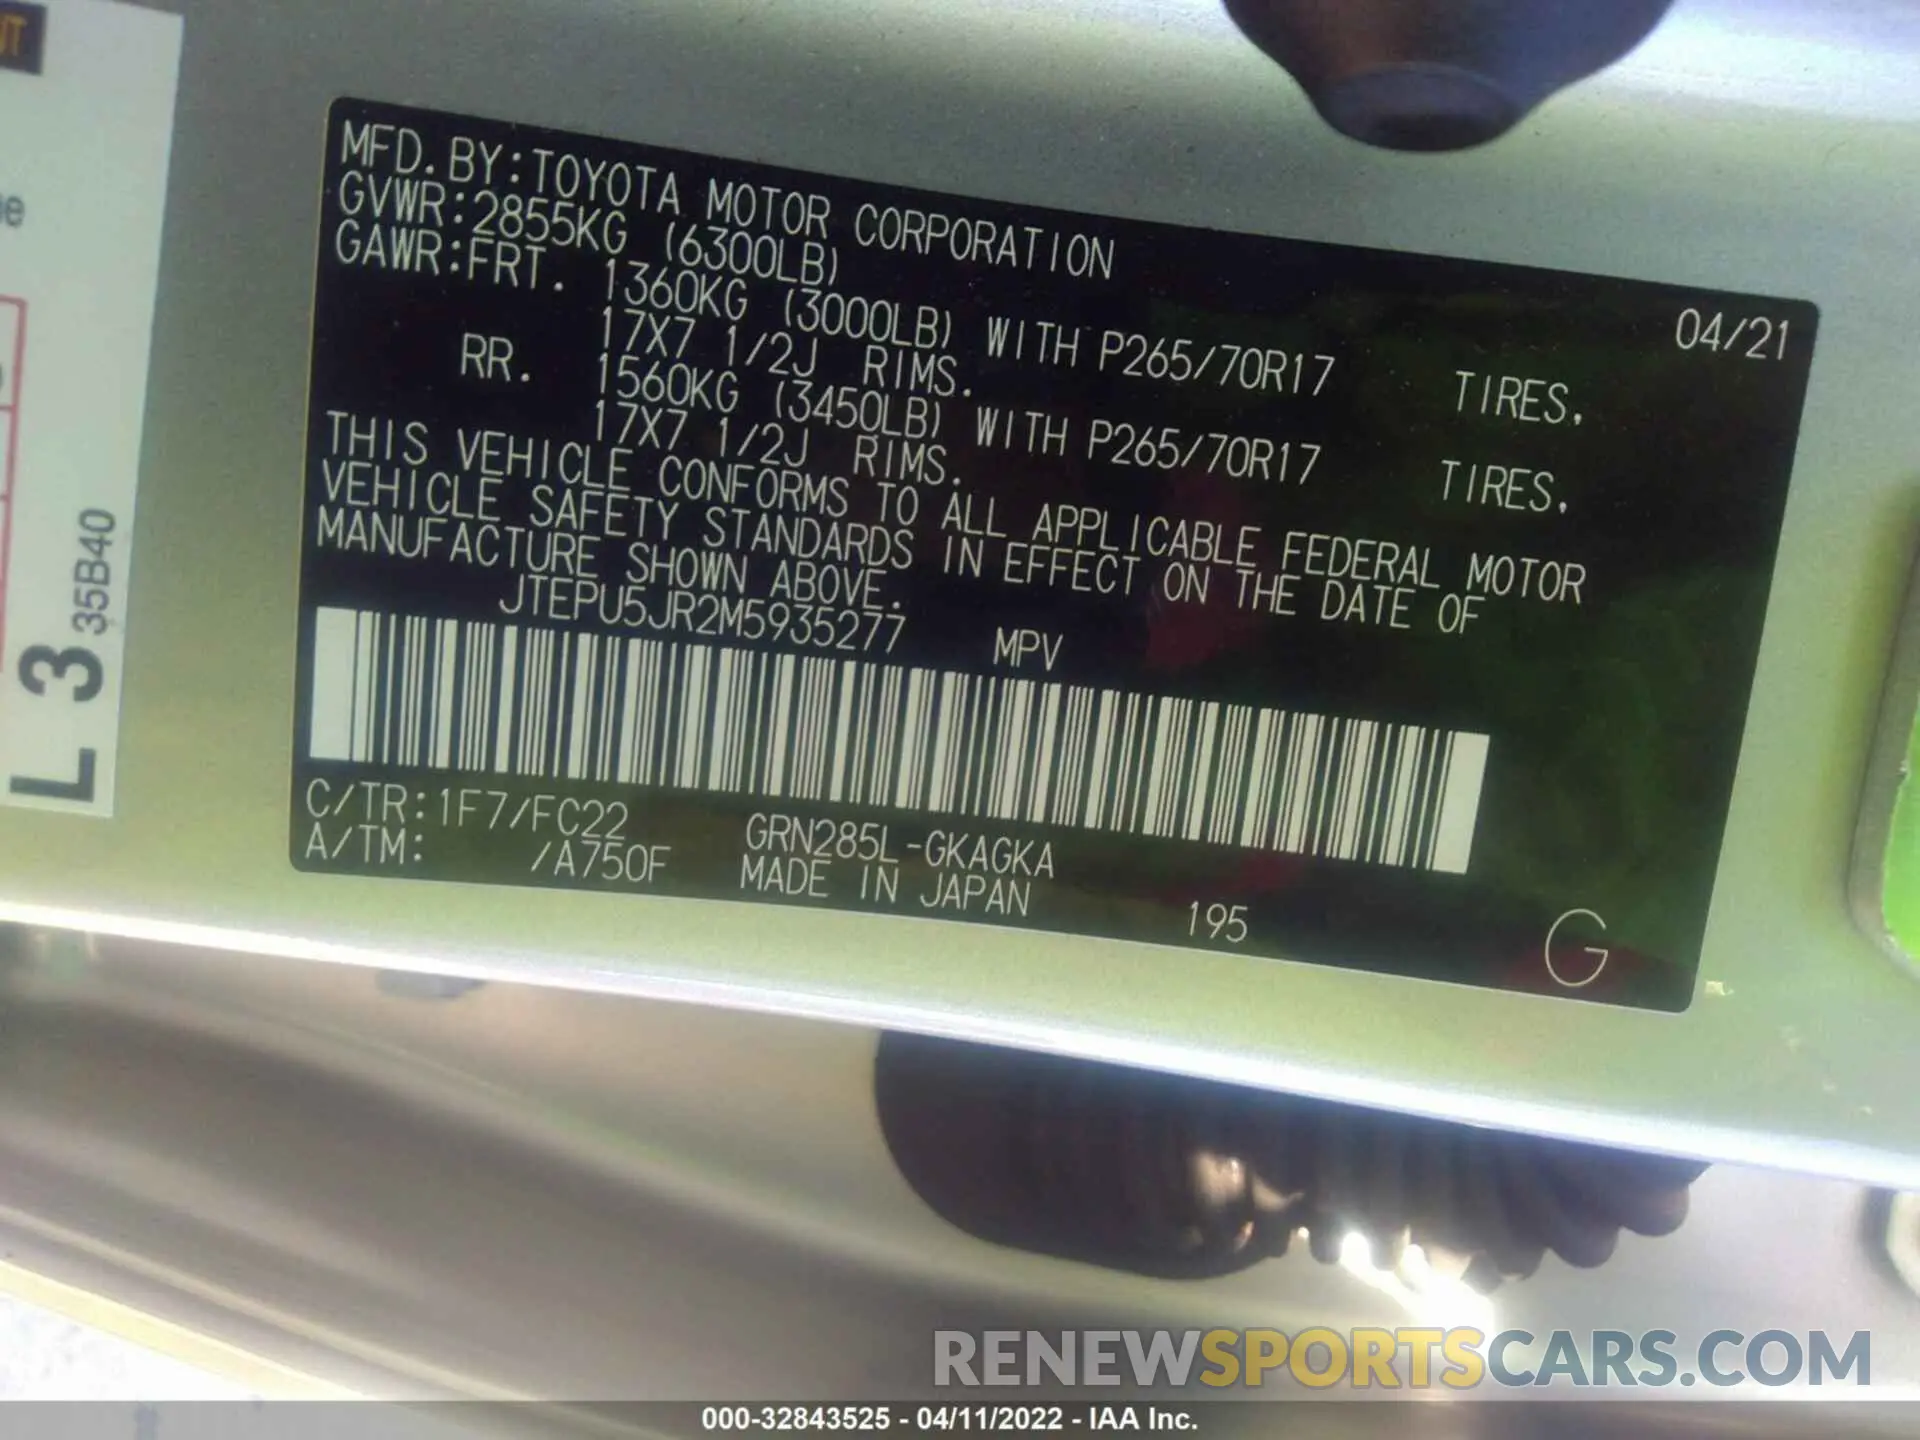 MFD.BY:TOYOTA MOTOR CORPORATION
04/21
GVWR:2855KG (6300LB)
GAWR:FRT. 1360KG (3000LB) WITH P265/70R17 TIRES,
17X7 1/2J RIMS.
RR. 1560KG (3450LB) WITH P265/70R17 TIRES,
17X7 1/2J RIMS.
THIS VEHICLE CONFORMS TO ALL APPLICABLE FEDERAL MOTOR
VEHICLE SAFETY STANDARDS IN EFFECT ON THE DATE OF
MANUFACTURE SHOWN ABOVE.
JTEPU5JR2M5935277 MPV
C/TR:1F7/FC22 GRN285L-GKAGKA
A/TM: /A750F MADE IN JAPAN 195
G
L 3 35B40
RENEWSPORTSCARS.COM
000-32843525 - 04/11/2022 - IAA Inc.